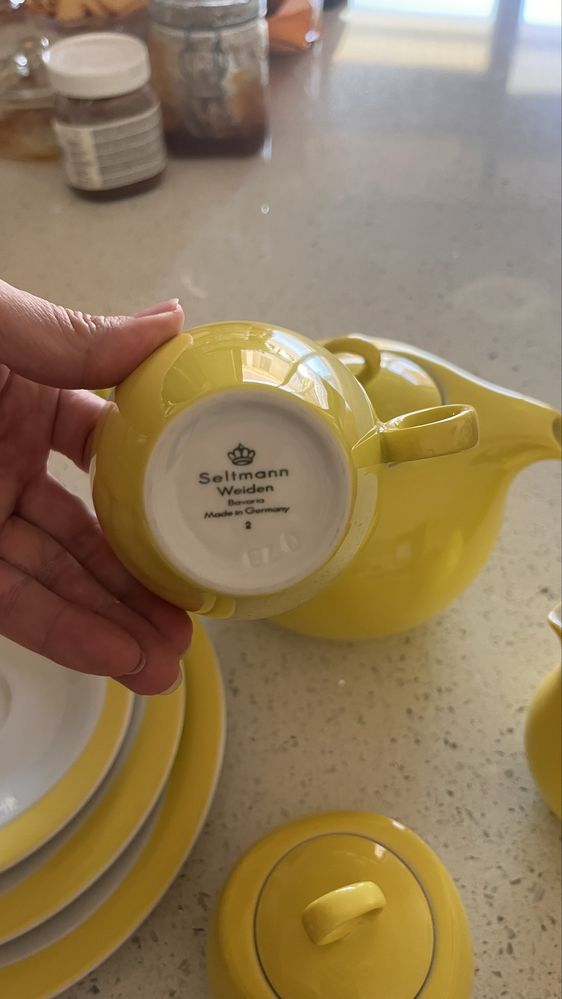 Seltmann
Weiden
Bavaria
Made in Germany
2